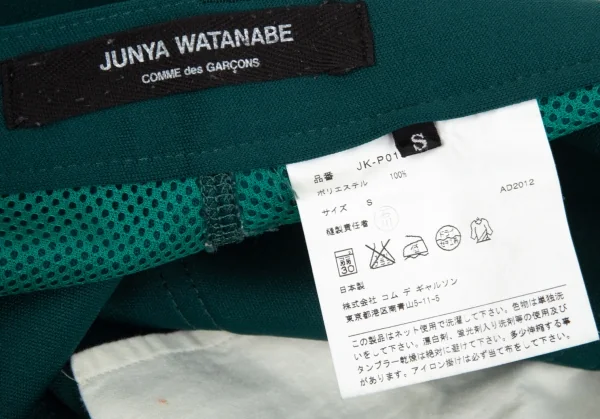 JUNYA WATANABE
COMME des GARÇONS
S
品番 JK-P01
ポリエステル 100%
AD2012
サイズ S
縫製責任者
30
日本製
株式会社 コム デ ギャルソン
東京都港区南青山5-11-5
この製品はネット使用で洗濯して下さい。色物は単独洗
いをして下さい。漂白剤、蛍光剤入り洗剤等の使用及び
タンブラー乾燥は絶対に避けて下さい。多少伸縮する事
があります。アイロン掛けは必ず当て布をして下さい。